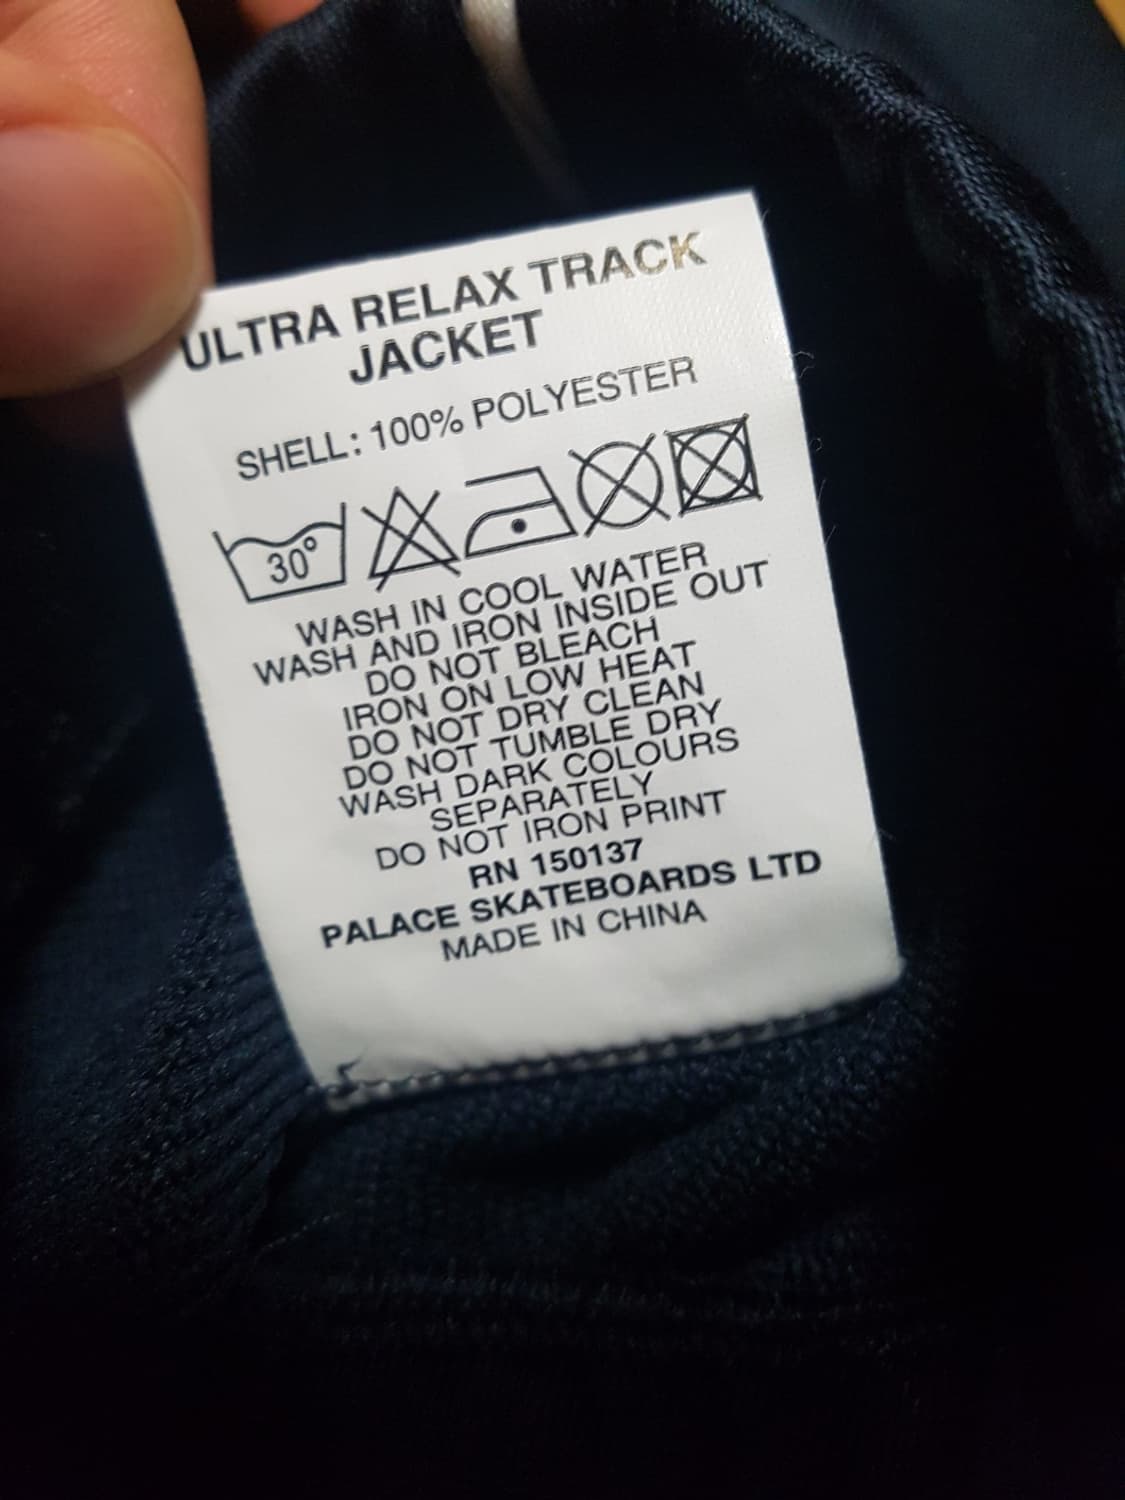 ULTRA RELAX TRACK
JACKET
SHELL: 100% POLYESTER
30°
WASH IN COOL WATER
WASH AND IRON INSIDE OUT
DO NOT BLEACH
IRON ON LOW HEAT
DO NOT DRY CLEAN
DO NOT TUMBLE DRY
WASH DARK COLOURS
SEPARATELY
DO NOT IRON PRINT
RN 150137
PALACE SKATEBOARDS LTD
MADE IN CHINA